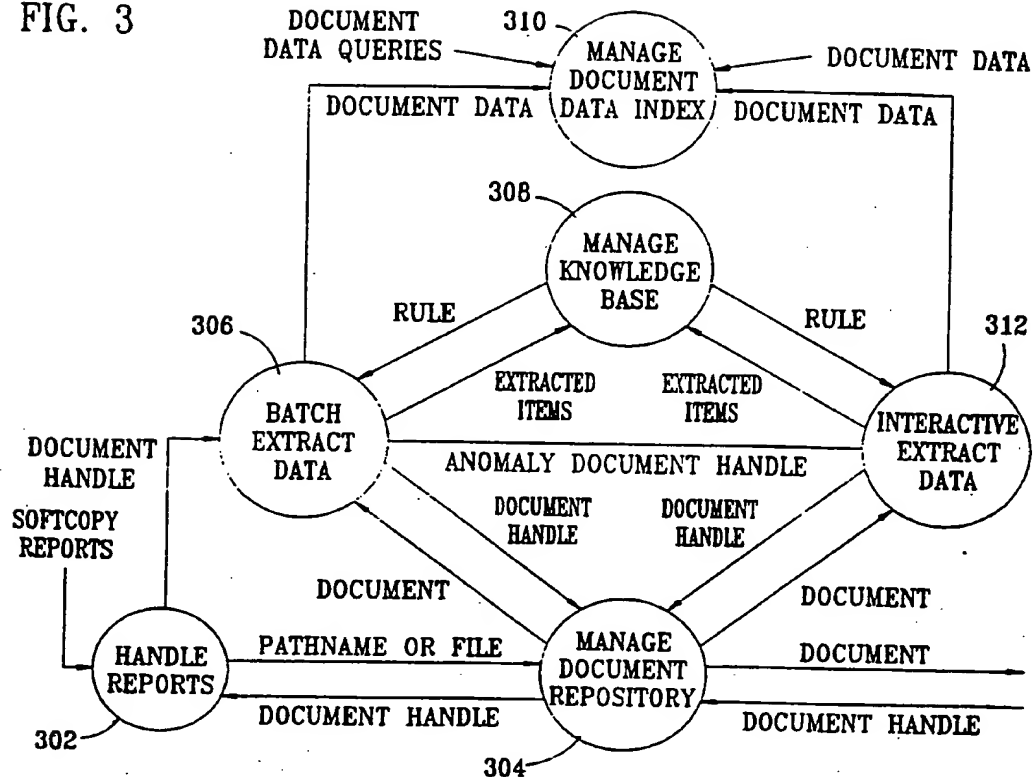 FIG. 3
DOCUMENT
DATA QUERIES
310
MANAGE
DOCUMENT
DATA INDEX
DOCUMENT DATA
DOCUMENT DATA
DOCUMENT DATA
308
MANAGE
KNOWLEDGE
BASE
RULE
RULE
306
312
EXTRACTED
ITEMS
EXTRACTED
ITEMS
BATCH
EXTRACT
DATA
INTERACTIVE
EXTRACT
DATA
DOCUMENT
HANDLE
ANOMALY DOCUMENT HANDLE
SOFTCOPY
REPORTS
DOCUMENT
HANDLE
DOCUMENT
HANDLE
DOCUMENT
DOCUMENT
HANDLE
REPORTS
PATHNAME OR FILE
MANAGE
DOCUMENT
REPOSITORY
DOCUMENT
DOCUMENT HANDLE
DOCUMENT HANDLE
302
304